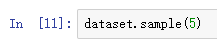 In [11]: dataset.sample(5)